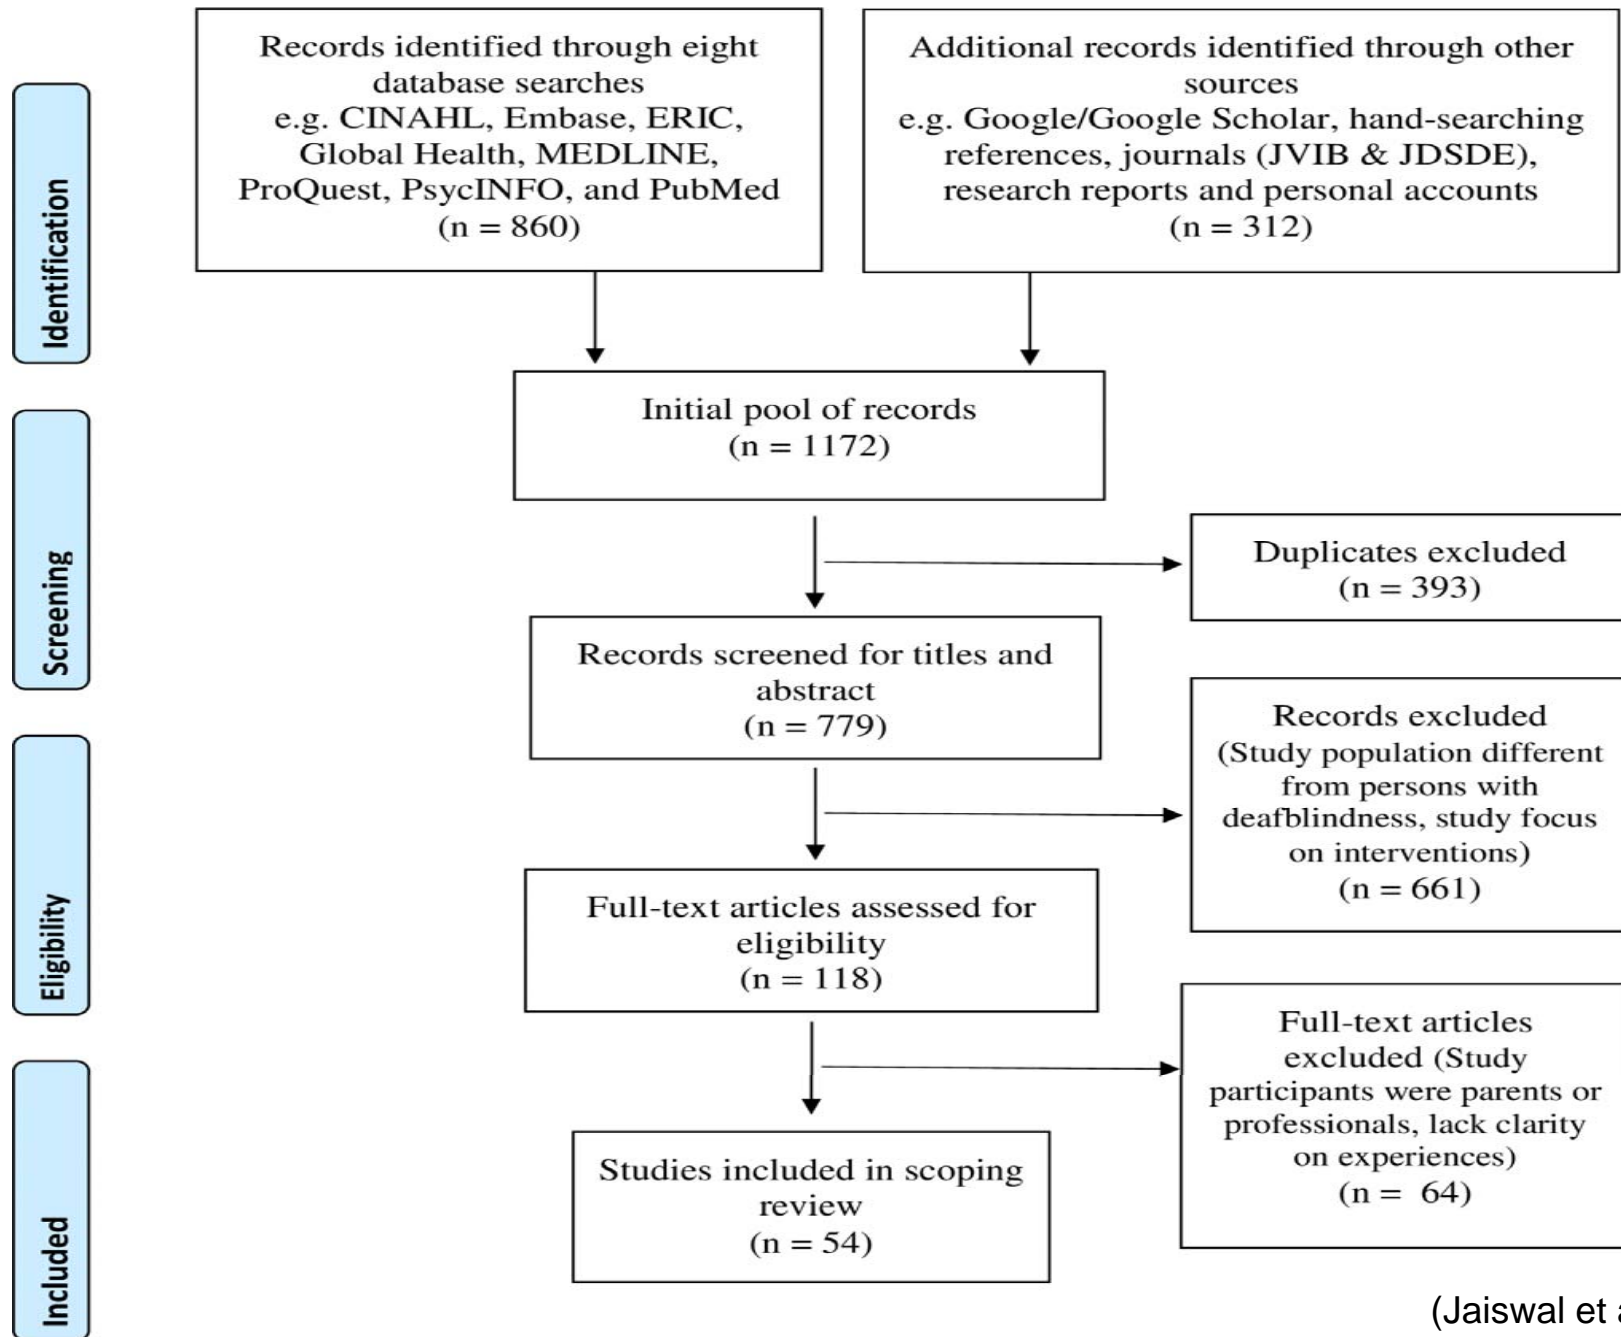 Records identified through eight
database searches
e.g. CINAHL, Embase, ERIC,
Global Health, MEDLINE,
ProQuest, PsycINFO, and PubMed
(n = 860)
Additional records identified through other
sources
e.g. Google/Google Scholar, hand-searching
references, journals (JVIB & JDSDE),
research reports and personal accounts
(n = 312)
Identification
Initial pool of records
(n = 1172)
Screening
Duplicates excluded
(n = 393)
Records screened for titles and
abstract
(n = 779)
Records excluded
(Study population different
from persons with
deafblindness, study focus
on interventions)
(n = 661)
Eligibility
Full-text articles assessed for
eligibility
(n = 118)
Full-text articles
excluded (Study
participants were parents or
professionals, lack clarity
on experiences)
(n =  64)
Included
Studies included in scoping
review
(n = 54)
(Jaiswal et